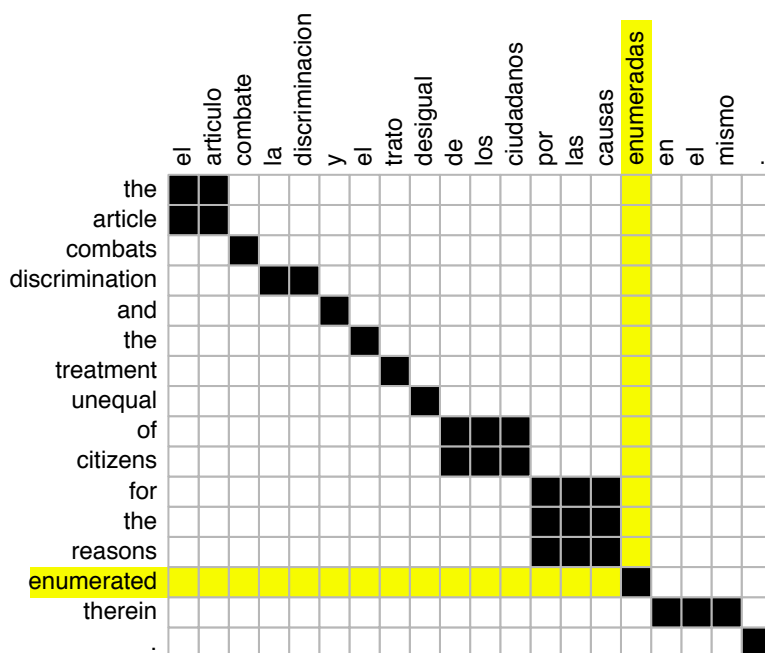 el
articulo
combate
la
discriminacion
y
el
trato
desigual
de
los
ciudadanos
por
las
causas
enumeradas
en
el
mismo
.
the
article
combats
discrimination
and
the
treatment
unequal
of
citizens
for
the
reasons
enumerated
therein
.